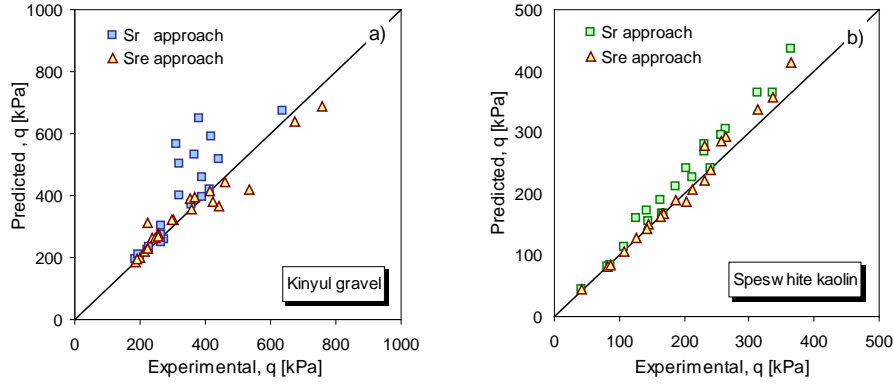 1000
800
600
400
200
0
0 200 400 600 800 1000
Predicted , q [kPa]
Experimental, q [kPa]
Sr approach
Sre approach
a)
Kinyul gravel
500
400
300
200
100
0
0 100 200 300 400 500
Predicted, q [kPa]
Experimental, q [kPa]
Sr approach
Sre approach
b)
Spesw hite kaolin